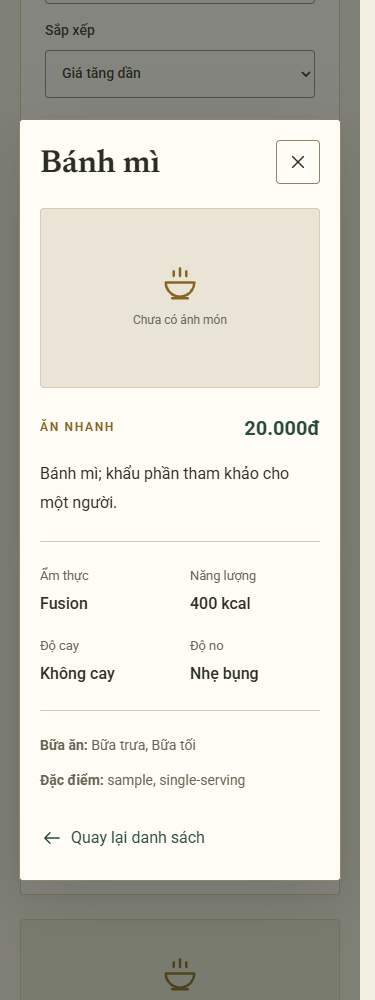 Sắp xếp
Giá tăng dần
Bánh mì
Chưa có ảnh món
ĂN NHANH
20.000đ
Bánh mì; khẩu phần tham khảo cho
một người.
Ẩm thực
Năng lượng
Fusion
400 kcal
Độ cay
Độ no
Không cay
Nhẹ bụng
Bữa ăn: Bữa trưa, Bữa tối
Đặc điểm: sample, single-serving
Quay lại danh sách